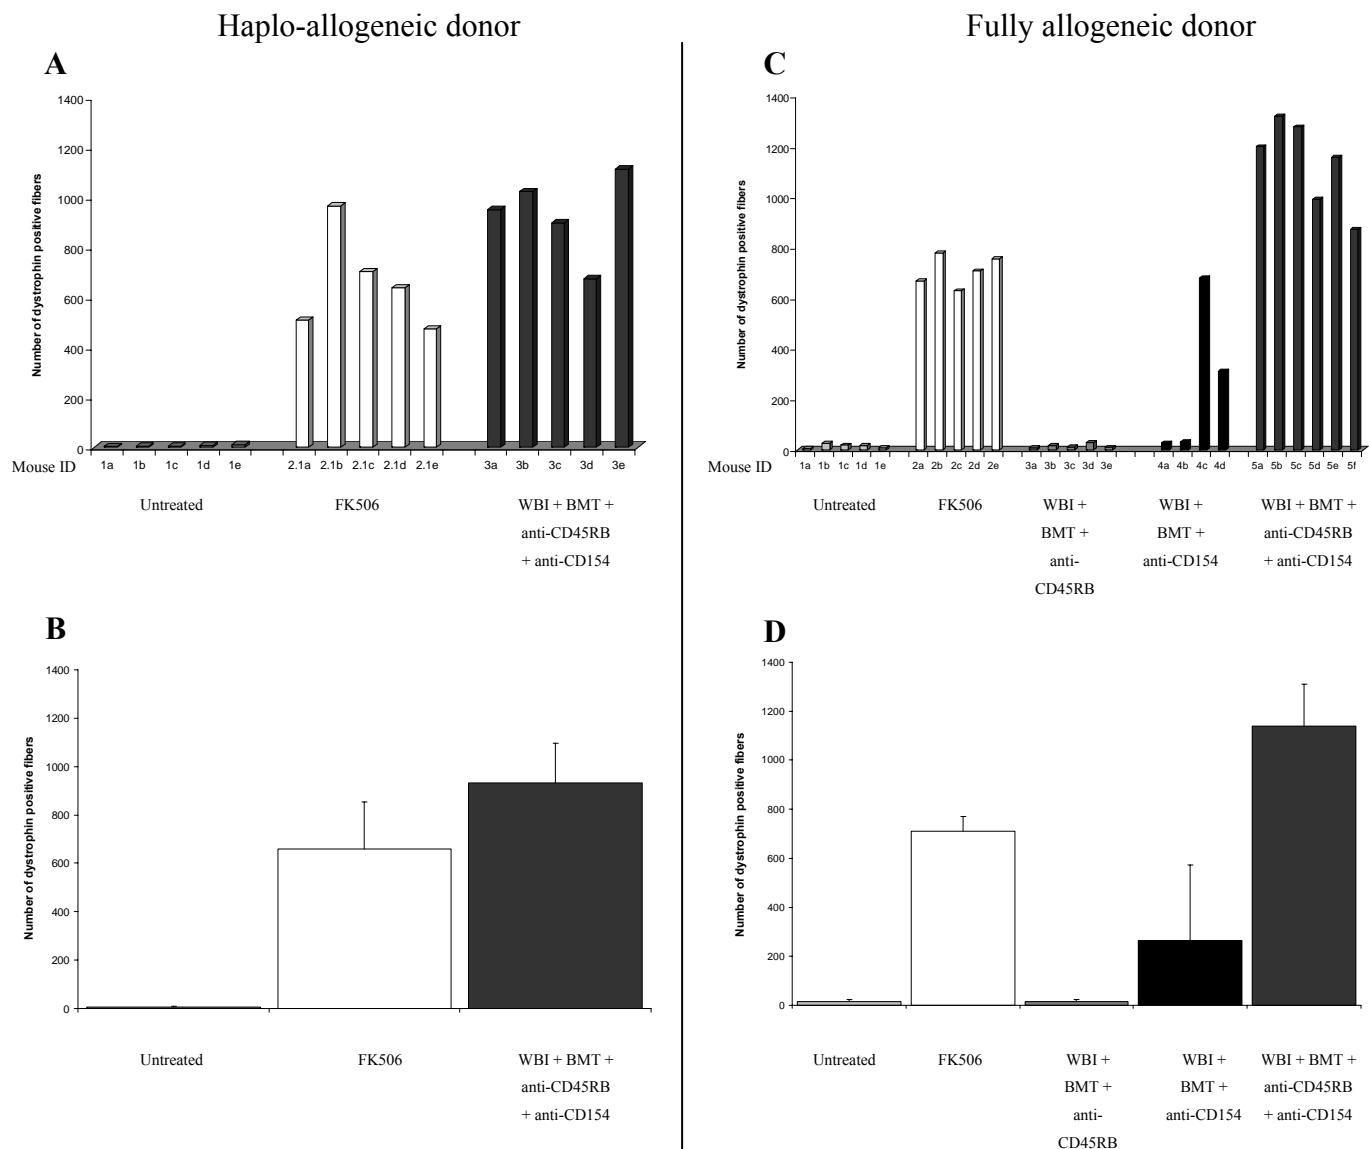 Haplo-allogeneic donor
A
Number of dystrophin positive fibers
1400
1200
1000
800
600
400
200
0
Mouse ID
1a 1b 1c 1d 1e 2.1a 2.1b 2.1c 2.1d 2.1e 3a 3b 3c 3d 3e
Untreated
FK506
WBI + BMT +
anti-CD45RB
+ anti-CD154
B
Number of dystrophin positive fibers
1400
1200
1000
800
600
400
200
0
Untreated
FK506
WBI + BMT +
anti-CD45RB
+ anti-CD154
Fully allogeneic donor
C
Number of dystrophin positive fibers
1400
1200
1000
800
600
400
200
0
Mouse ID
1a 1b 1c 1d 1e 2a 2b 2c 2d 2e 3a 3b 3c 3d 3e 4a 4b 4c 4d 5a 5b 5c 5d 5e 5f
Untreated
FK506
WBI +
BMT +
anti-
CD45RB
WBI +
BMT +
anti-CD154
WBI + BMT +
anti-CD45RB
+ anti-CD154
D
Number of dystrophin positive fibers
1400
1200
1000
800
600
400
200
0
Untreated
FK506
WBI +
BMT +
anti-
CD45RB
WBI +
BMT +
anti-CD154
WBI + BMT +
anti-CD45RB
+ anti-CD154